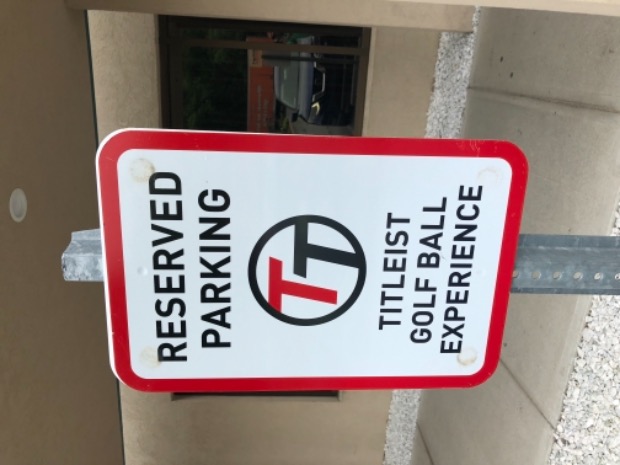 RESERVED
PARKING
TT
TITLEIST
GOLF BALL
EXPERIENCE